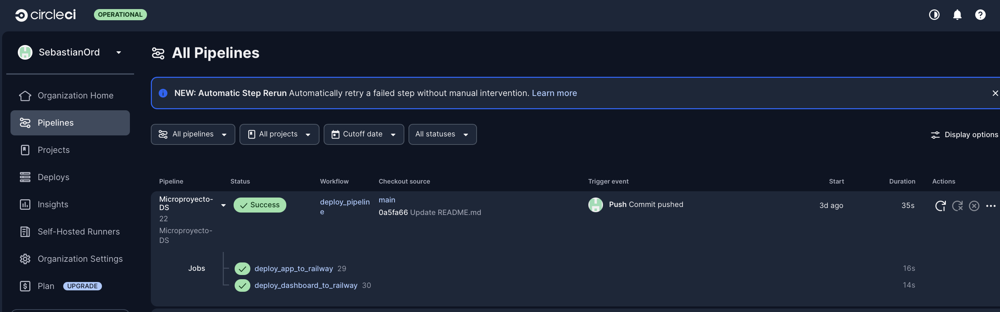 circleci OPERATIONAL
SebastianOrd
All Pipelines
NEW: Automatic Step Rerun Automatically retry a failed step without manual intervention. Learn more
Organization Home
Pipelines
Projects
Deploys
Insights
Self-Hosted Runners
Organization Settings
Plan UPGRADE
All pipelines All projects Cutoff date All statuses Display options
Pipeline Status Workflow Checkout source Trigger event Start Duration Actions
Microproyecto-
DS
22
Microproyecto-
DS
Success
deploy_pipelin
e
main
0a5fa66 Update README.md
Push Commit pushed
3d ago
35s
Jobs
deploy_app_to_railway 29 16s
deploy_dashboard_to_railway 30 14s